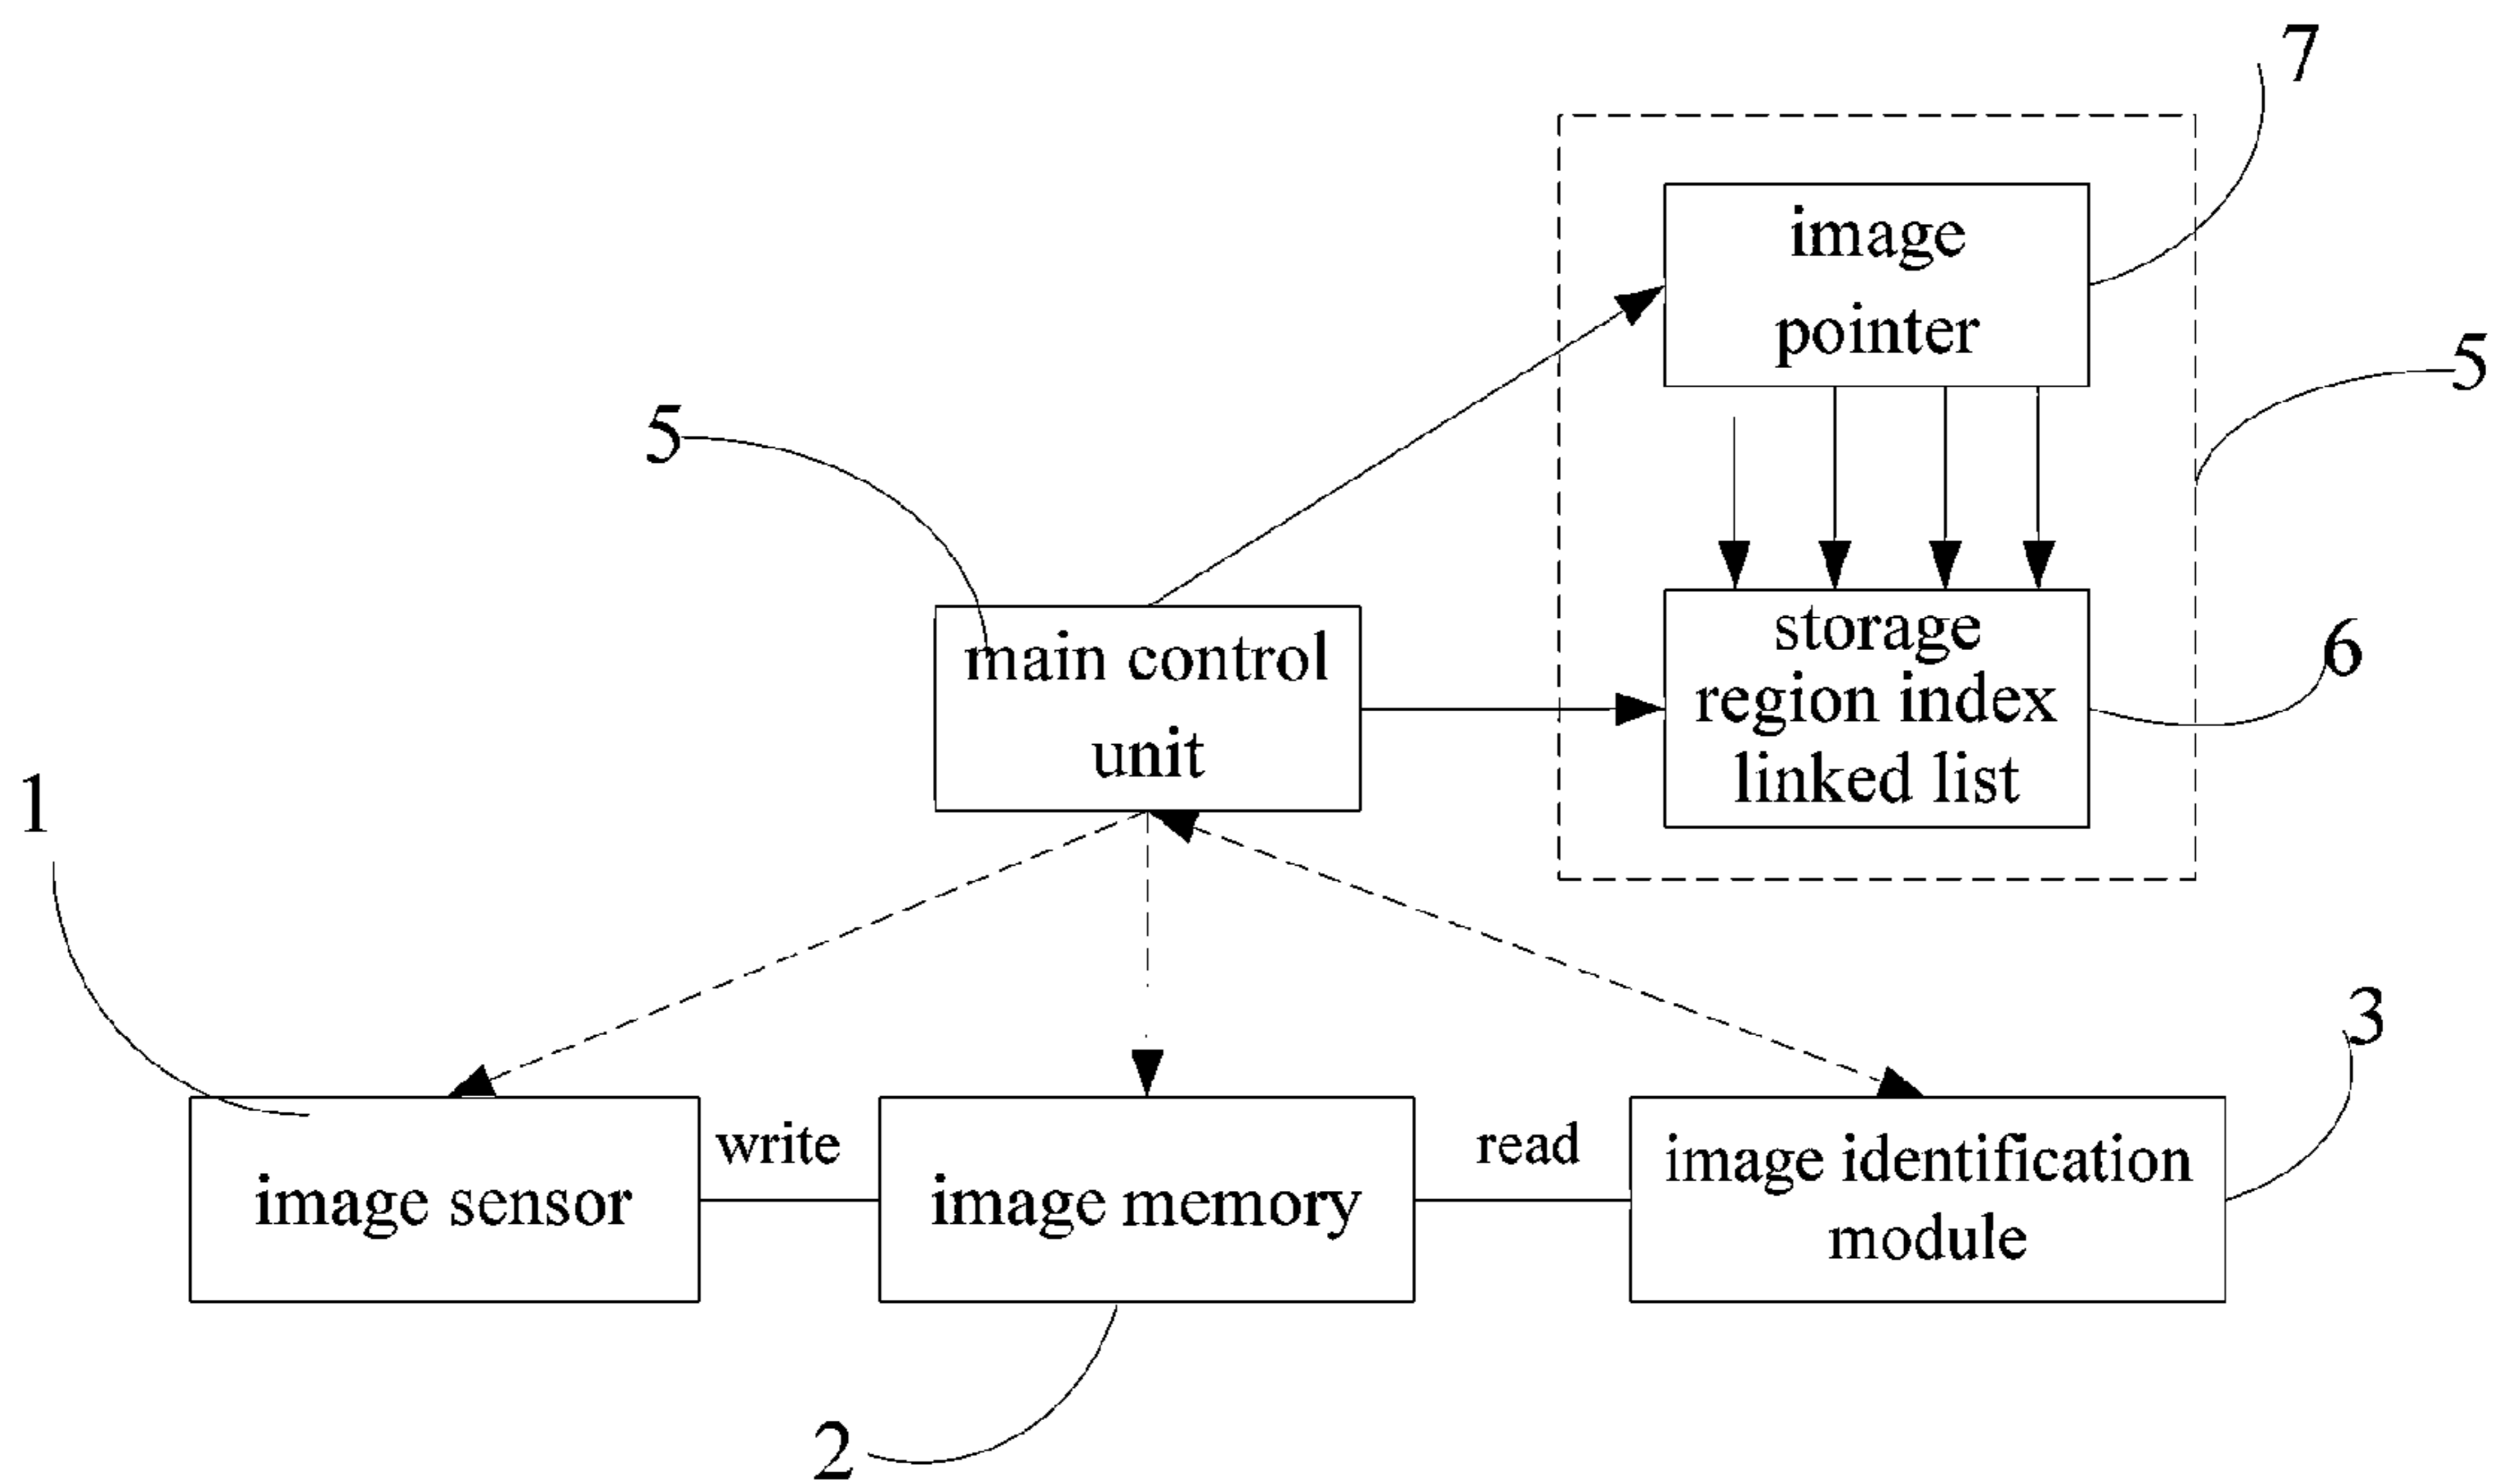 7
image
pointer
5
5
storage
region index
linked list
6
main control
unit
1
3
image sensor
write
image memory
read
image identification
module
2